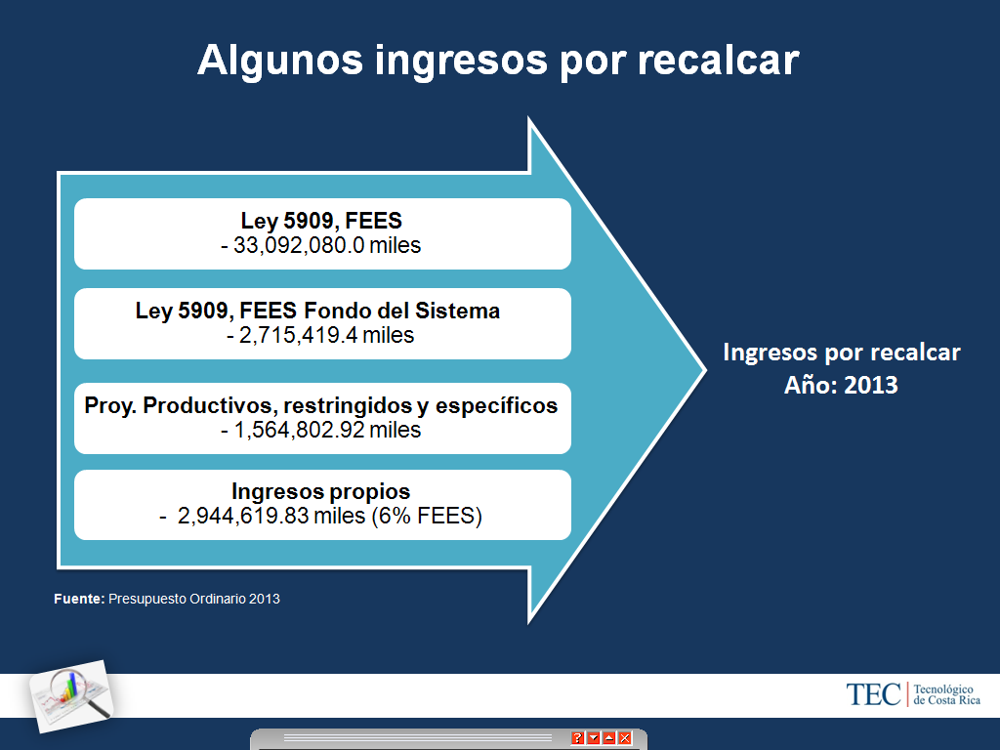 Algunos ingresos por recalcar
Ley 5909, FEES
- 33,092,080.0 miles
Ley 5909, FEES Fondo del Sistema
- 2,715,419.4 miles
Proy. Productivos, restringidos y específicos
- 1,564,802.92 miles
Ingresos propios
- 2,944,619.83 miles (6% FEES)
Ingresos por recalcar
Año: 2013
Fuente: Presupuesto Ordinario 2013
TEC | Tecnológico
de Costa Rica
?